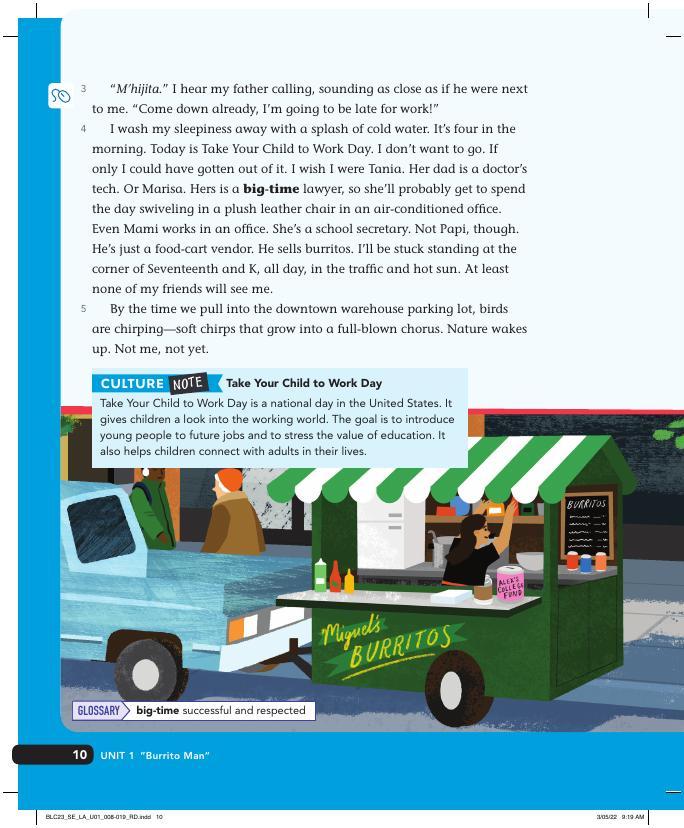 3 “M’hijita.” I hear my father calling, sounding as close as if he were next
to me. “Come down already, I’m going to be late for work!”
4 I wash my sleepiness away with a splash of cold water. It’s four in the
morning. Today is Take Your Child to Work Day. I don’t want to go. If
only I could have gotten out of it. I wish I were Tania. Her dad is a doctor’s
tech. Or Marisa. Hers is a big-time lawyer, so she’ll probably get to spend
the day swiveling in a plush leather chair in an air-conditioned office.
Even Mami works in an office. She’s a school secretary. Not Papi, though.
He’s just a food-cart vendor. He sells burritos. I’ll be stuck standing at the
corner of Seventeenth and K, all day, in the traffic and hot sun. At least
none of my friends will see me.
5 By the time we pull into the downtown warehouse parking lot, birds
are chirping—soft chirps that grow into a full-blown chorus. Nature wakes
up. Not me, not yet.
CULTURE NOTE Take Your Child to Work Day
Take Your Child to Work Day is a national day in the United States. It
gives children a look into the working world. The goal is to introduce
young people to future jobs and to stress the value of education. It
also helps children connect with adults in their lives.
BURRITOS
ALEX’S
COLLEGE
FUND
Miguel’s
BURRITOS
GLOSSARY big-time successful and respected
10 UNIT 1 “Burrito Man”
BLC23_SE_LA_U01_008-019_RD.indd 10
3/05/22 9:19 AM